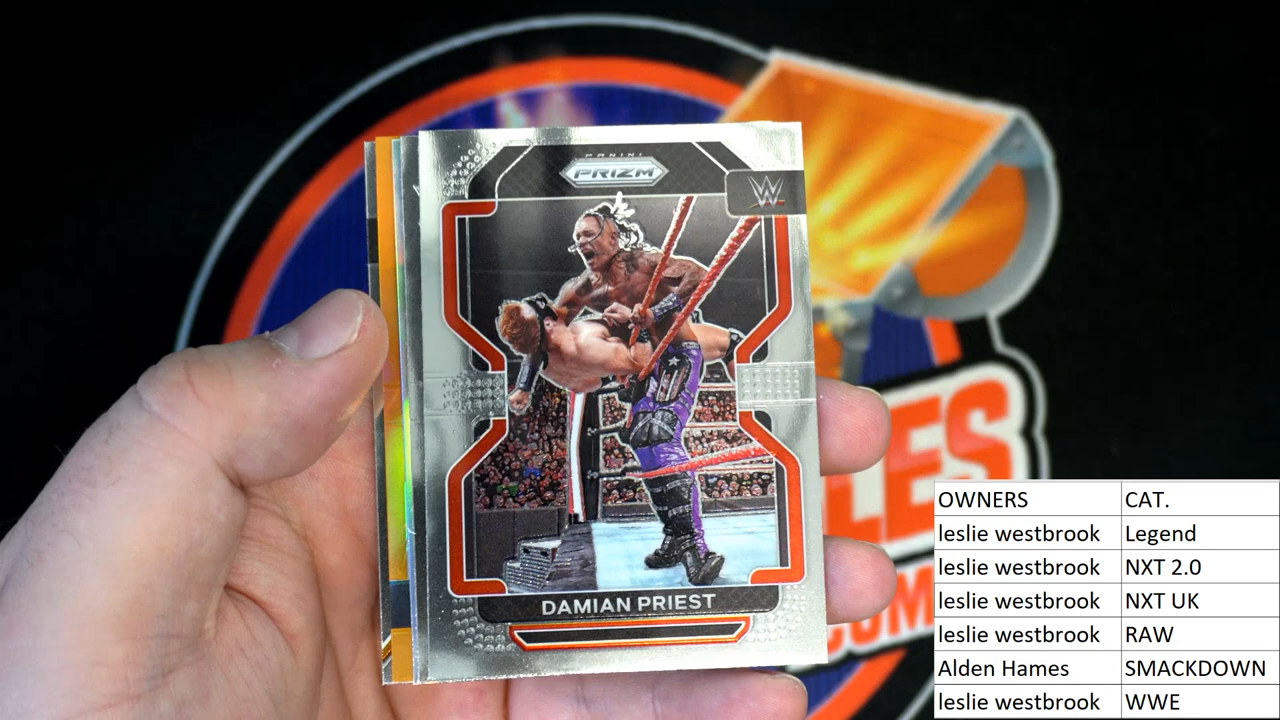 PANINI
PRIZM
W
DAMIAN PRIEST
LES
COM
OWNERS CAT.
leslie westbrook Legend
leslie westbrook NXT 2.0
leslie westbrook NXT UK
leslie westbrook RAW
Alden Hames SMACKDOWN
leslie westbrook WWE